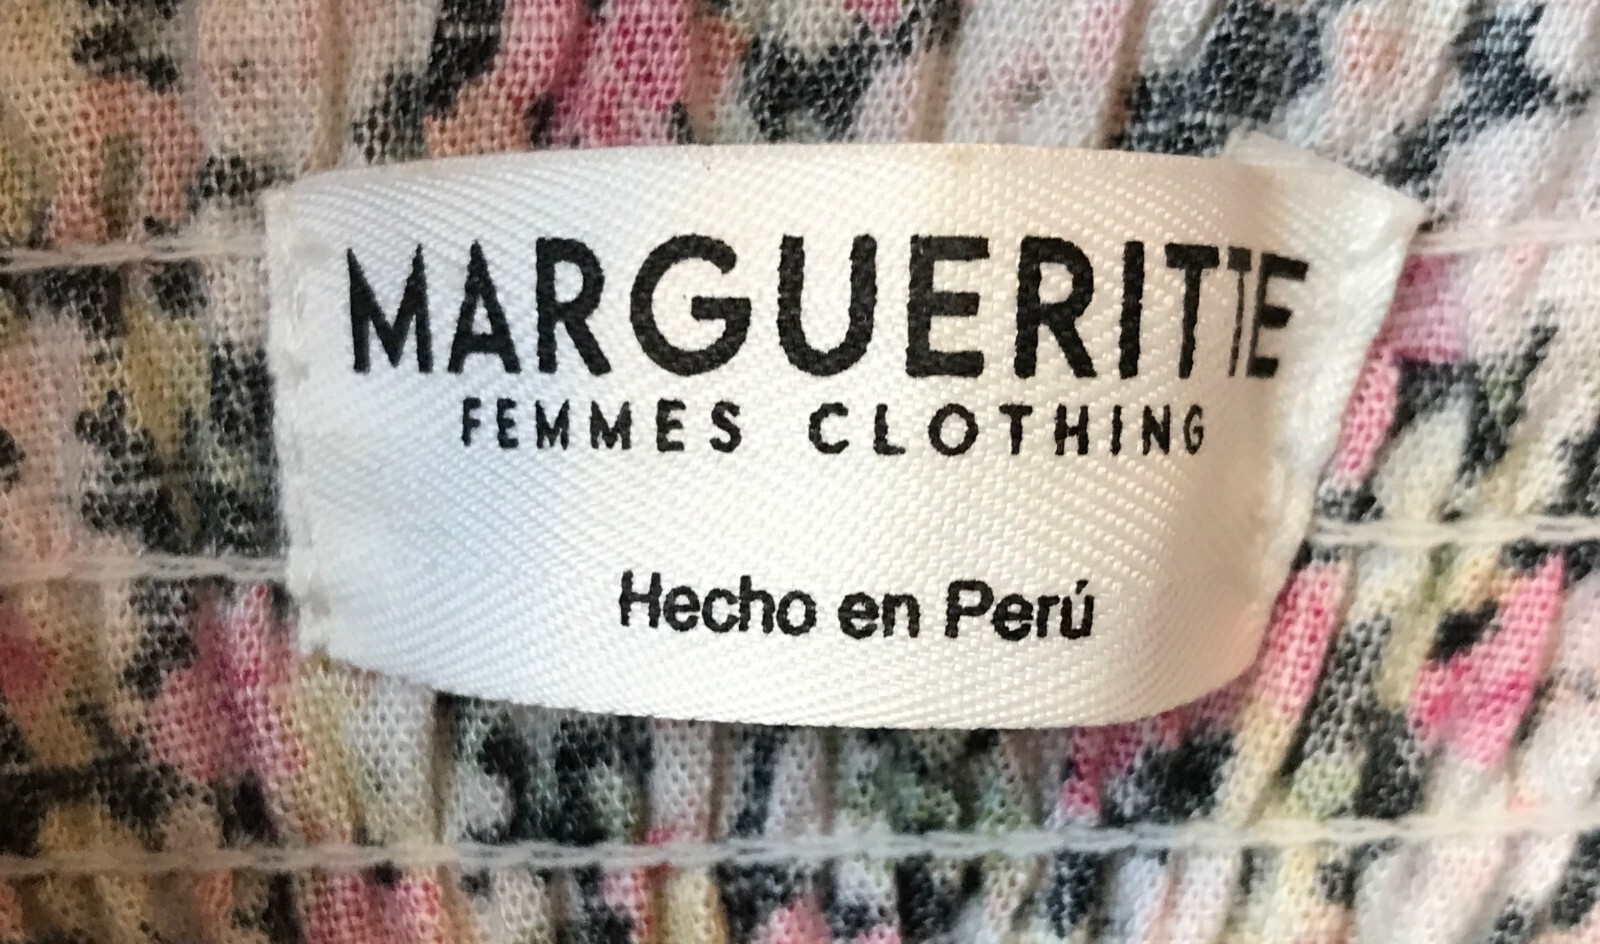 MARGUERITTE
FEMMES CLOTHING
Hecho en Perú